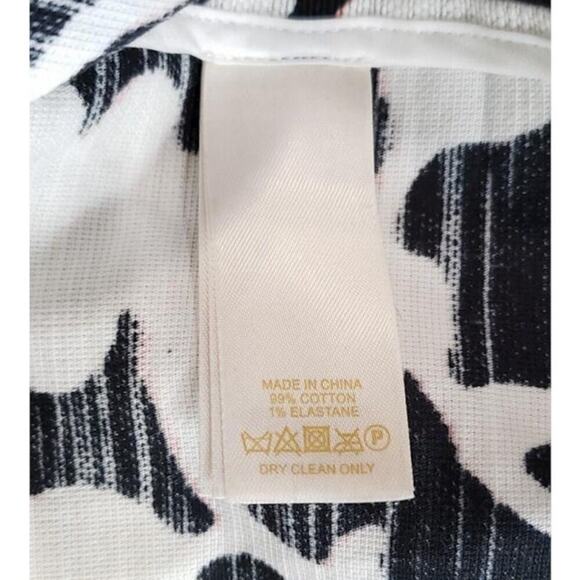 MADE IN CHINA
99% COTTON
1% ELASTANE
P
DRY CLEAN ONLY